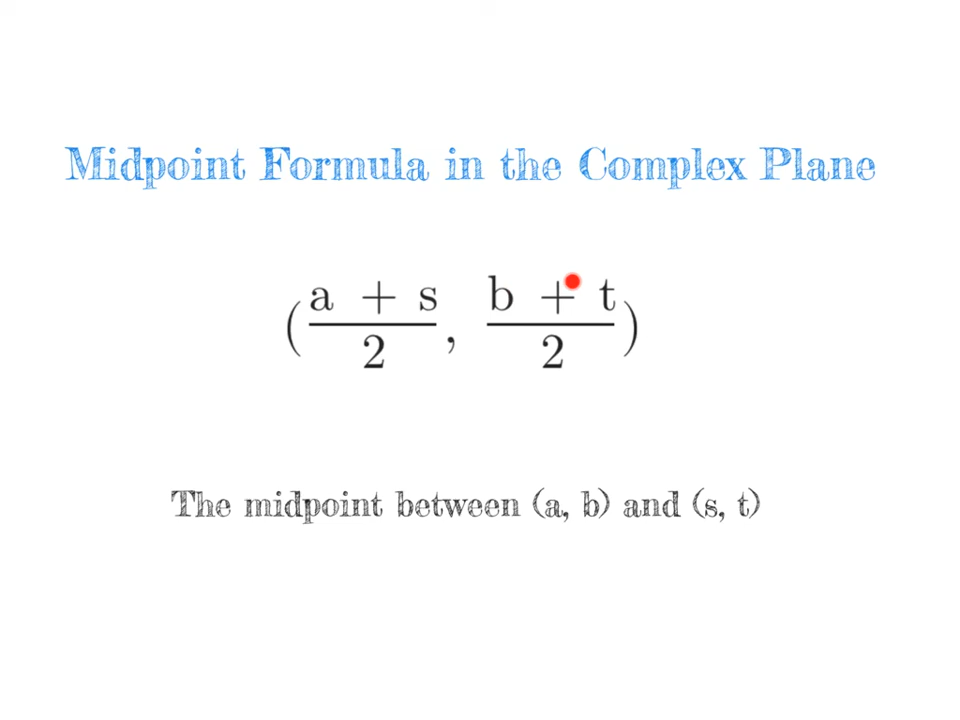 Midpoint Formula in the Complex Plane
(a + s / 2, b + t / 2)
The midpoint between (a, b) and (s, t)